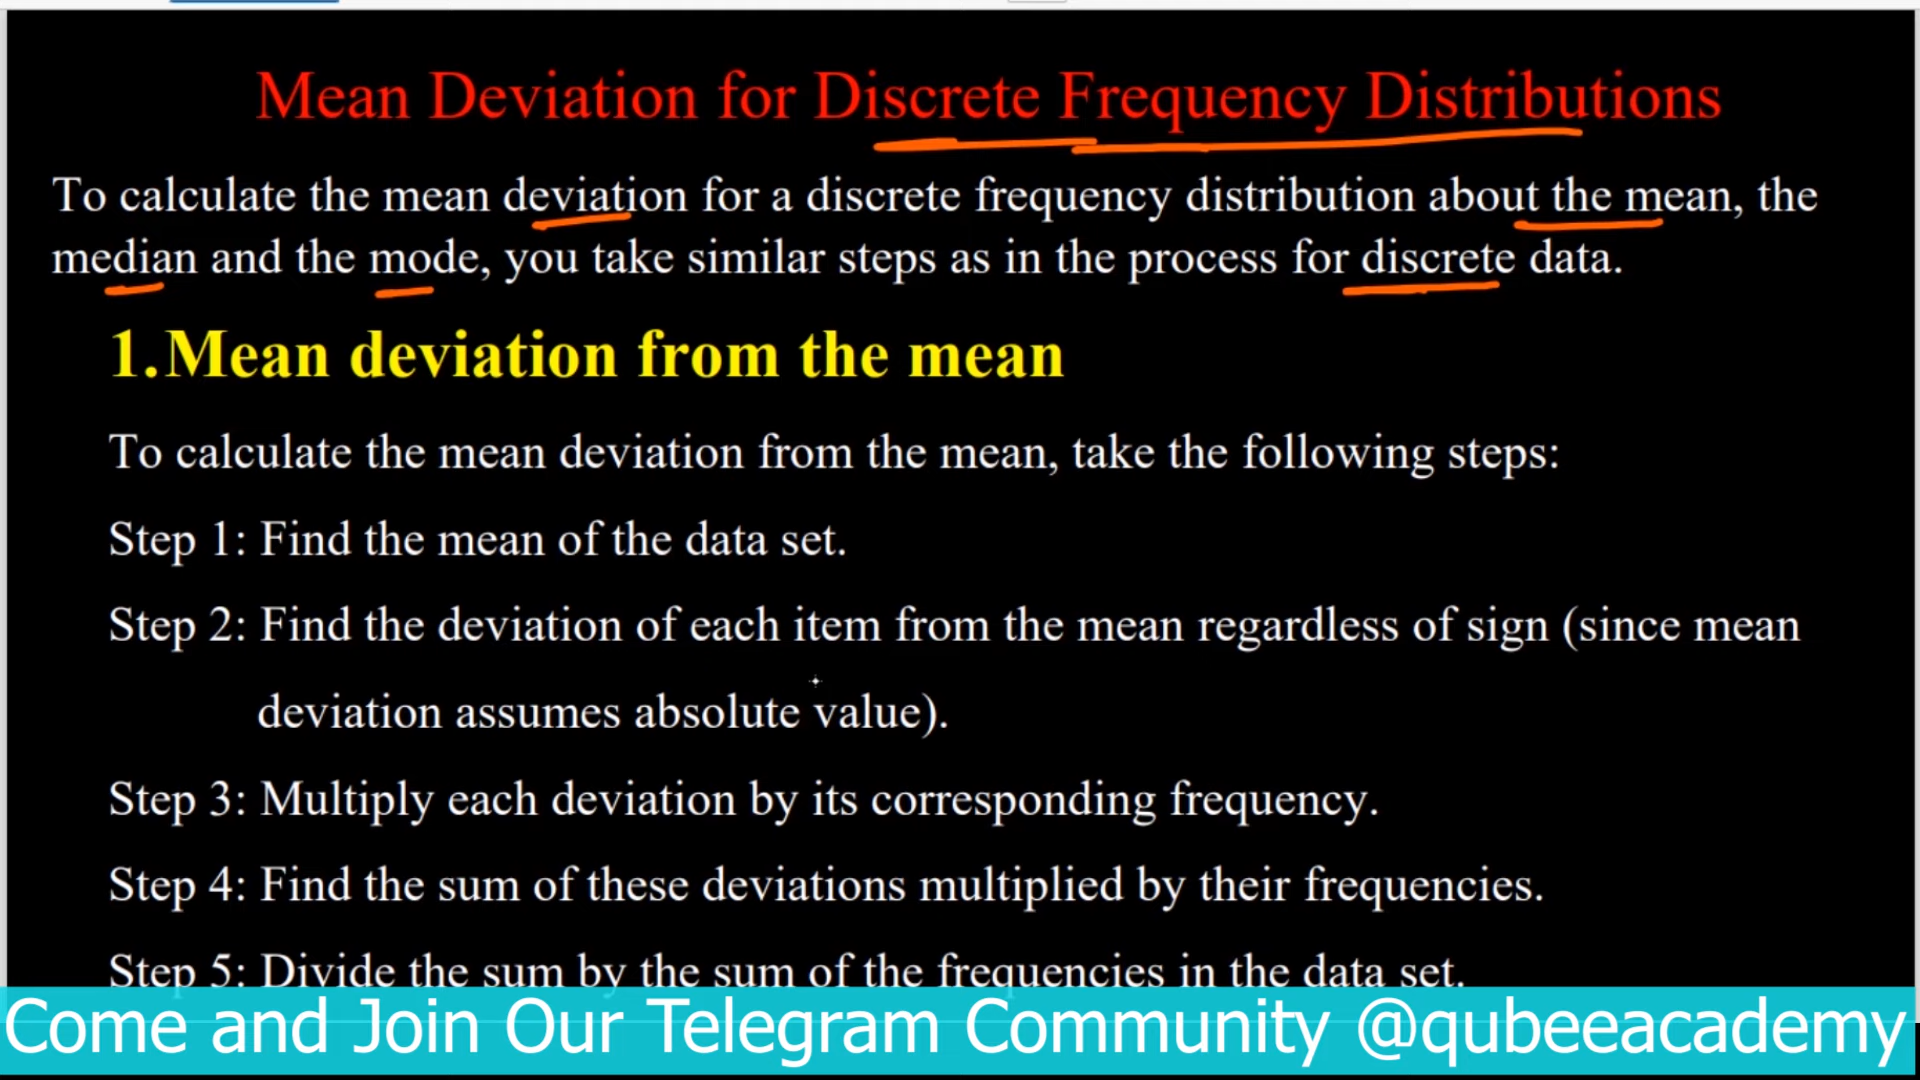 Mean Deviation for Discrete Frequency Distributions
To calculate the mean deviation for a discrete frequency distribution about the mean, the
median and the mode, you take similar steps as in the process for discrete data.
1.Mean deviation from the mean
To calculate the mean deviation from the mean, take the following steps:
Step 1: Find the mean of the data set.
Step 2: Find the deviation of each item from the mean regardless of sign (since mean
deviation assumes absolute value).
Step 3: Multiply each deviation by its corresponding frequency.
Step 4: Find the sum of these deviations multiplied by their frequencies.
Step 5: Divide the sum by the sum of the frequencies in the data set.
Come and Join Our Telegram Community @qubeeacademy